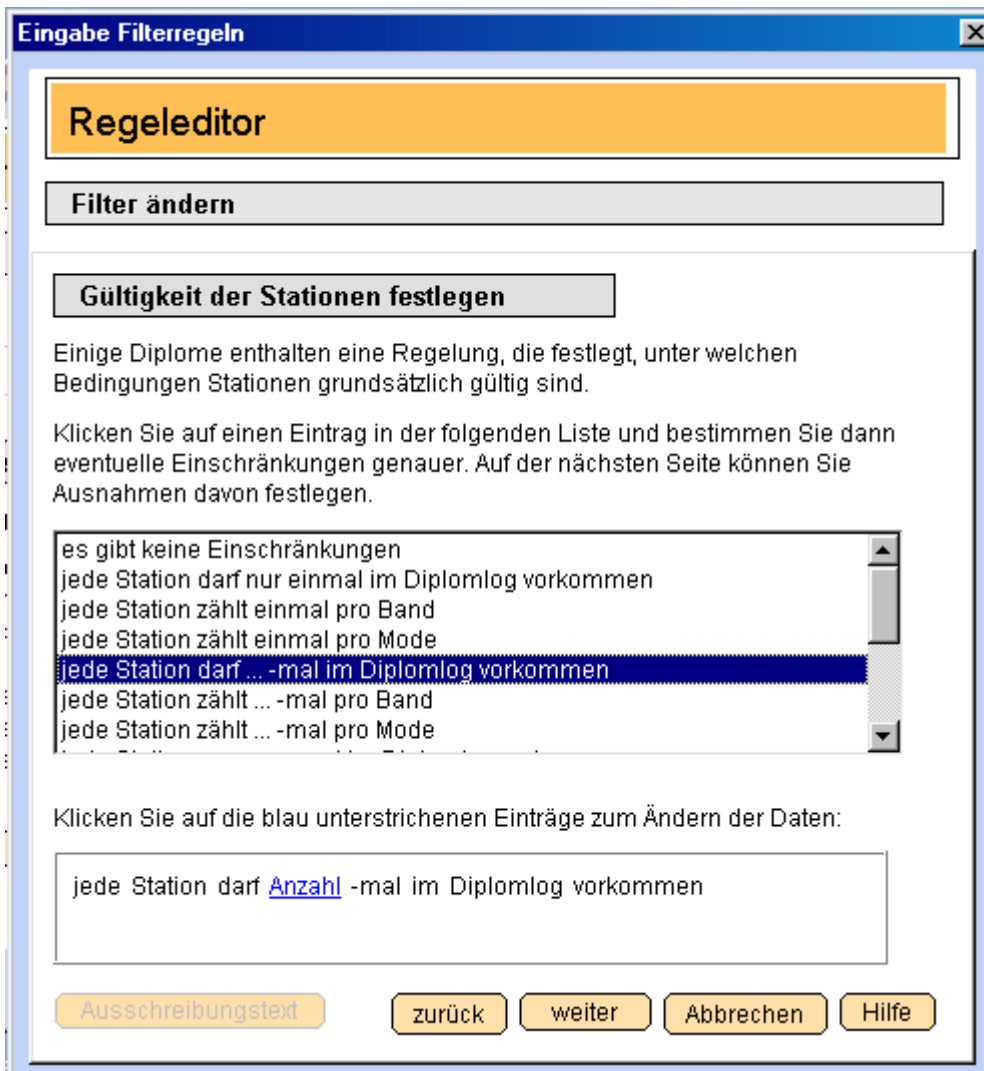 Eingabe Filterregeln
Regeleditor
Filter ändern
Gültigkeit der Stationen festlegen
Einige Diplome enthalten eine Regelung, die festlegt, unter welchen
Bedingungen Stationen grundsätzlich gültig sind.
Klicken Sie auf einen Eintrag in der folgenden Liste und bestimmen Sie dann
eventuelle Einschränkungen genauer. Auf der nächsten Seite können Sie
Ausnahmen davon festlegen.
es gibt keine Einschränkungen
jede Station darf nur einmal im Diplomlog vorkommen
jede Station zählt einmal pro Band
jede Station zählt einmal pro Mode
jede Station darf ... -mal im Diplomlog vorkommen
jede Station zählt ... -mal pro Band
jede Station zählt ... -mal pro Mode
Klicken Sie auf die blau unterstrichenen Einträge zum Ändern der Daten:
jede Station darf Anzahl -mal im Diplomlog vorkommen
Ausschreibungstext zurück weiter Abbrechen Hilfe